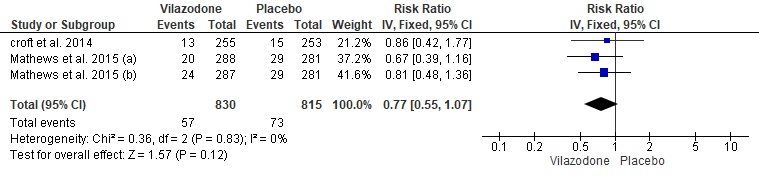 Vilazodone Placebo Risk Ratio Risk Ratio
Study or Subgroup Events Total Events Total Weight IV, Fixed, 95% CI IV, Fixed, 95% CI
croft et al. 2014 13 255 15 253 21.2% 0.86 [0.42, 1.77]
Mathews et al. 2015 (a) 20 288 29 281 37.2% 0.67 [0.39, 1.16]
Mathews et al. 2015 (b) 24 287 29 281 41.6% 0.81 [0.48, 1.36]
Total (95% CI) 830 815 100.0% 0.77 [0.55, 1.07]
Total events 57 73
Heterogeneity: Chi² = 0.36, df = 2 (P = 0.83); I² = 0%
Test for overall effect: Z = 1.57 (P = 0.12)
0.1 0.2 0.5 1 2 5 10
Vilazodone Placebo